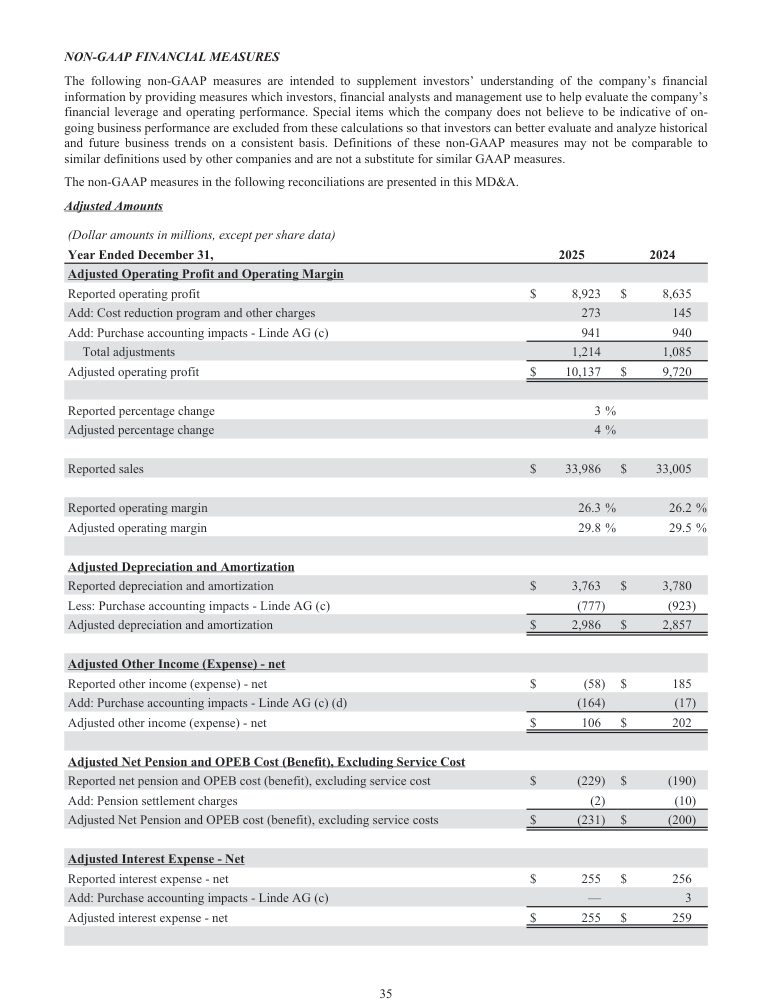 NON-GAAP FINANCIAL MEASURES
The following non-GAAP measures are intended to supplement investors' understanding of the company's financial
information by providing measures which investors, financial analysts and management use to help evaluate the company's
financial leverage and operating performance. Special items which the company does not believe to be indicative of on-
going business performance are excluded from these calculations so that investors can better evaluate and analyze historical
and future business trends on a consistent basis. Definitions of these non-GAAP measures may not be comparable to
similar definitions used by other companies and are not a substitute for similar GAAP measures.
The non-GAAP measures in the following reconciliations are presented in this MD&A.
Adjusted Amounts
(Dollar amounts in millions, except per share data)
Year Ended December 31, 2025 2024
Adjusted Operating Profit and Operating Margin
Reported operating profit $ 8,923 $ 8,635
Add: Cost reduction program and other charges 273 145
Add: Purchase accounting impacts - Linde AG (c) 941 940
Total adjustments 1,214 1,085
Adjusted operating profit $ 10,137 $ 9,720
Reported percentage change 3 %
Adjusted percentage change 4 %
Reported sales $ 33,986 $ 33,005
Reported operating margin 26.3 % 26.2 %
Adjusted operating margin 29.8 % 29.5 %
Adjusted Depreciation and Amortization
Reported depreciation and amortization $ 3,763 $ 3,780
Less: Purchase accounting impacts - Linde AG (c) (777) (923)
Adjusted depreciation and amortization $ 2,986 $ 2,857
Adjusted Other Income (Expense) - net
Reported other income (expense) - net $ (58) $ 185
Add: Purchase accounting impacts - Linde AG (c) (d) (164) (17)
Adjusted other income (expense) - net $ 106 $ 202
Adjusted Net Pension and OPEB Cost (Benefit), Excluding Service Cost
Reported net pension and OPEB cost (benefit), excluding service cost $ (229) $ (190)
Add: Pension settlement charges (2) (10)
Adjusted Net Pension and OPEB cost (benefit), excluding service costs $ (231) $ (200)
Adjusted Interest Expense - Net
Reported interest expense - net $ 255 $ 256
Add: Purchase accounting impacts - Linde AG (c) — 3
Adjusted interest expense - net $ 255 $ 259
35